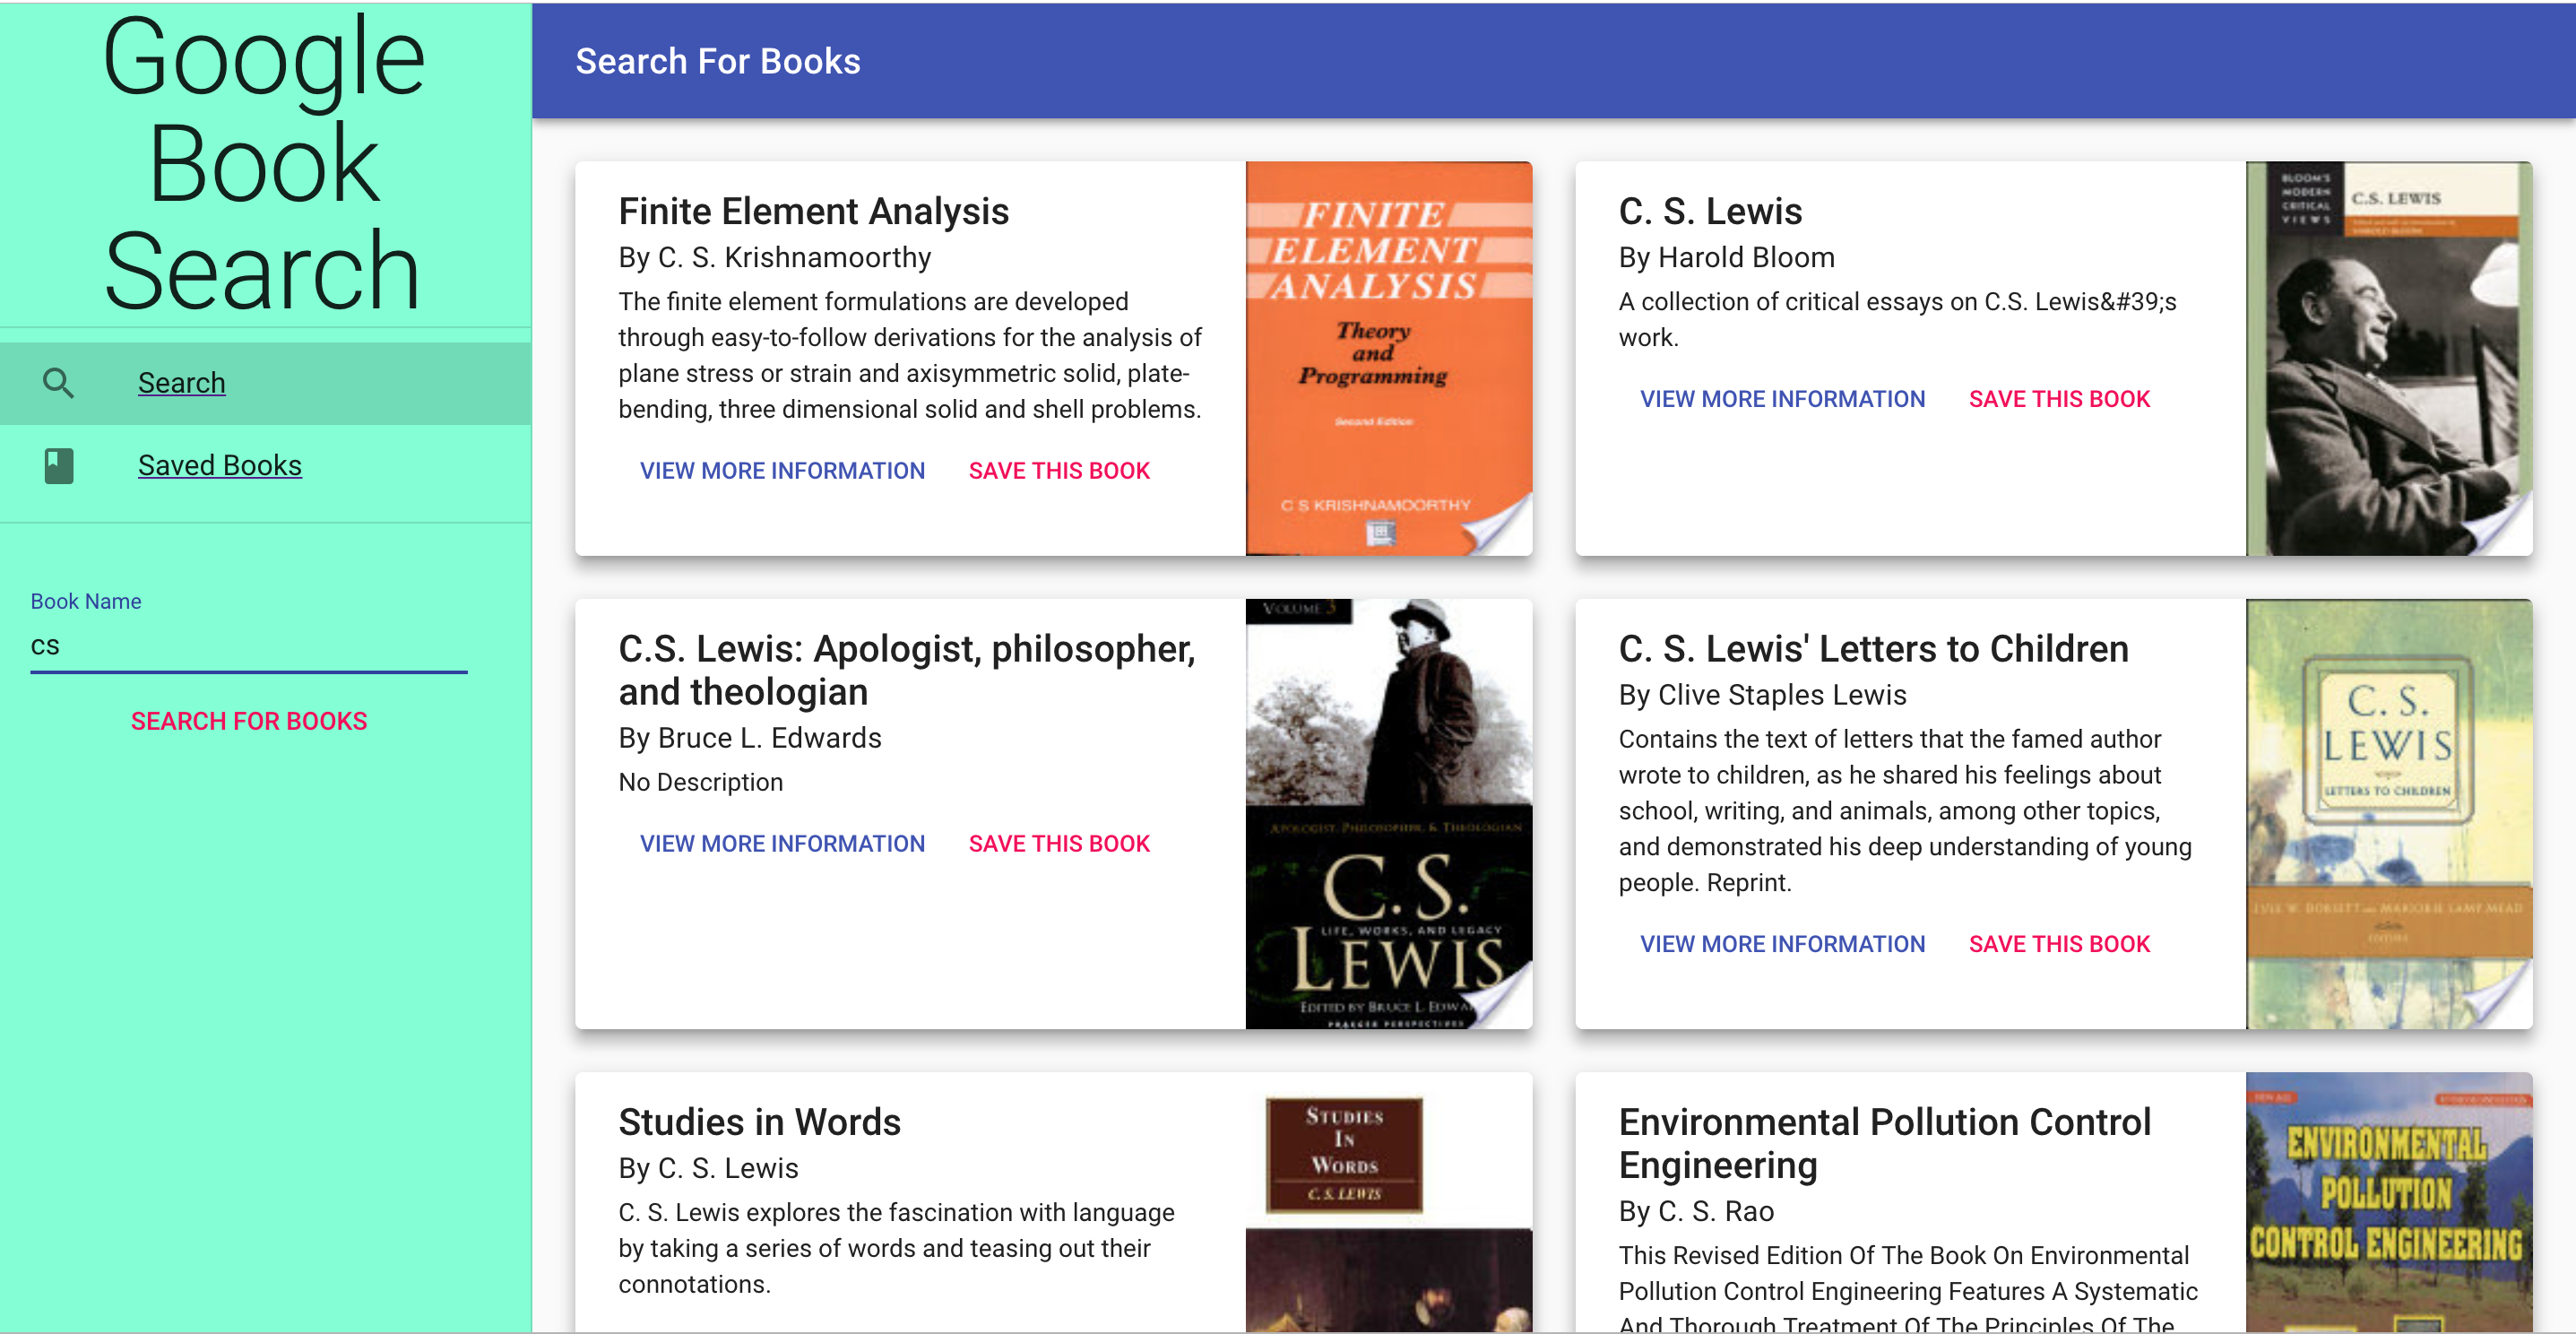 Google
Book
Search
Search
Saved Books
Book Name
cs
SEARCH FOR BOOKS
Search For Books
Finite Element Analysis
By C. S. Krishnamoorthy
The finite element formulations are developed
through easy-to-follow derivations for the analysis of
plane stress or strain and axisymmetric solid, plate-
bending, three dimensional solid and shell problems.
VIEW MORE INFORMATION SAVE THIS BOOK
FINITE
ELEMENT
ANALYSIS
Theory
and
Programming
Second Edition
C S KRISHNAMOORTHY
C. S. Lewis
By Harold Bloom
A collection of critical essays on C.S. Lewis&#39;s
work.
VIEW MORE INFORMATION SAVE THIS BOOK
BLOOM'S
MODERN
CRITICAL
VIEWS
C.S. LEWIS
C.S. Lewis: Apologist, philosopher,
and theologian
By Bruce L. Edwards
No Description
VIEW MORE INFORMATION SAVE THIS BOOK
VOLUME 3
APOLOGIST, PHILOSOPHER, & THEOLOGIAN
C.S.
LIFE, WORKS, AND LEGACY
LEWIS
EDITED BY BRUCE L. EDWA
PRAEGER PERSPECTIVES
C. S. Lewis' Letters to Children
By Clive Staples Lewis
Contains the text of letters that the famed author
wrote to children, as he shared his feelings about
school, writing, and animals, among other topics,
and demonstrated his deep understanding of young
people. Reprint.
VIEW MORE INFORMATION SAVE THIS BOOK
C. S.
LEWIS
LETTERS TO CHILDREN
LYLE W. DORSETT AND MARJORIE LAMP MEAD
EDITORS
Studies in Words
By C. S. Lewis
C. S. Lewis explores the fascination with language
by taking a series of words and teasing out their
connotations.
STUDIES
IN
WORDS
C. S. LEWIS
Environmental Pollution Control
Engineering
By C. S. Rao
This Revised Edition Of The Book On Environmental
Pollution Control Engineering Features A Systematic
And Thorough Treatment Of The Principles Of The
NEW AGE
ENVIRONMENTAL
POLLUTION
CONTROL ENGINEERING